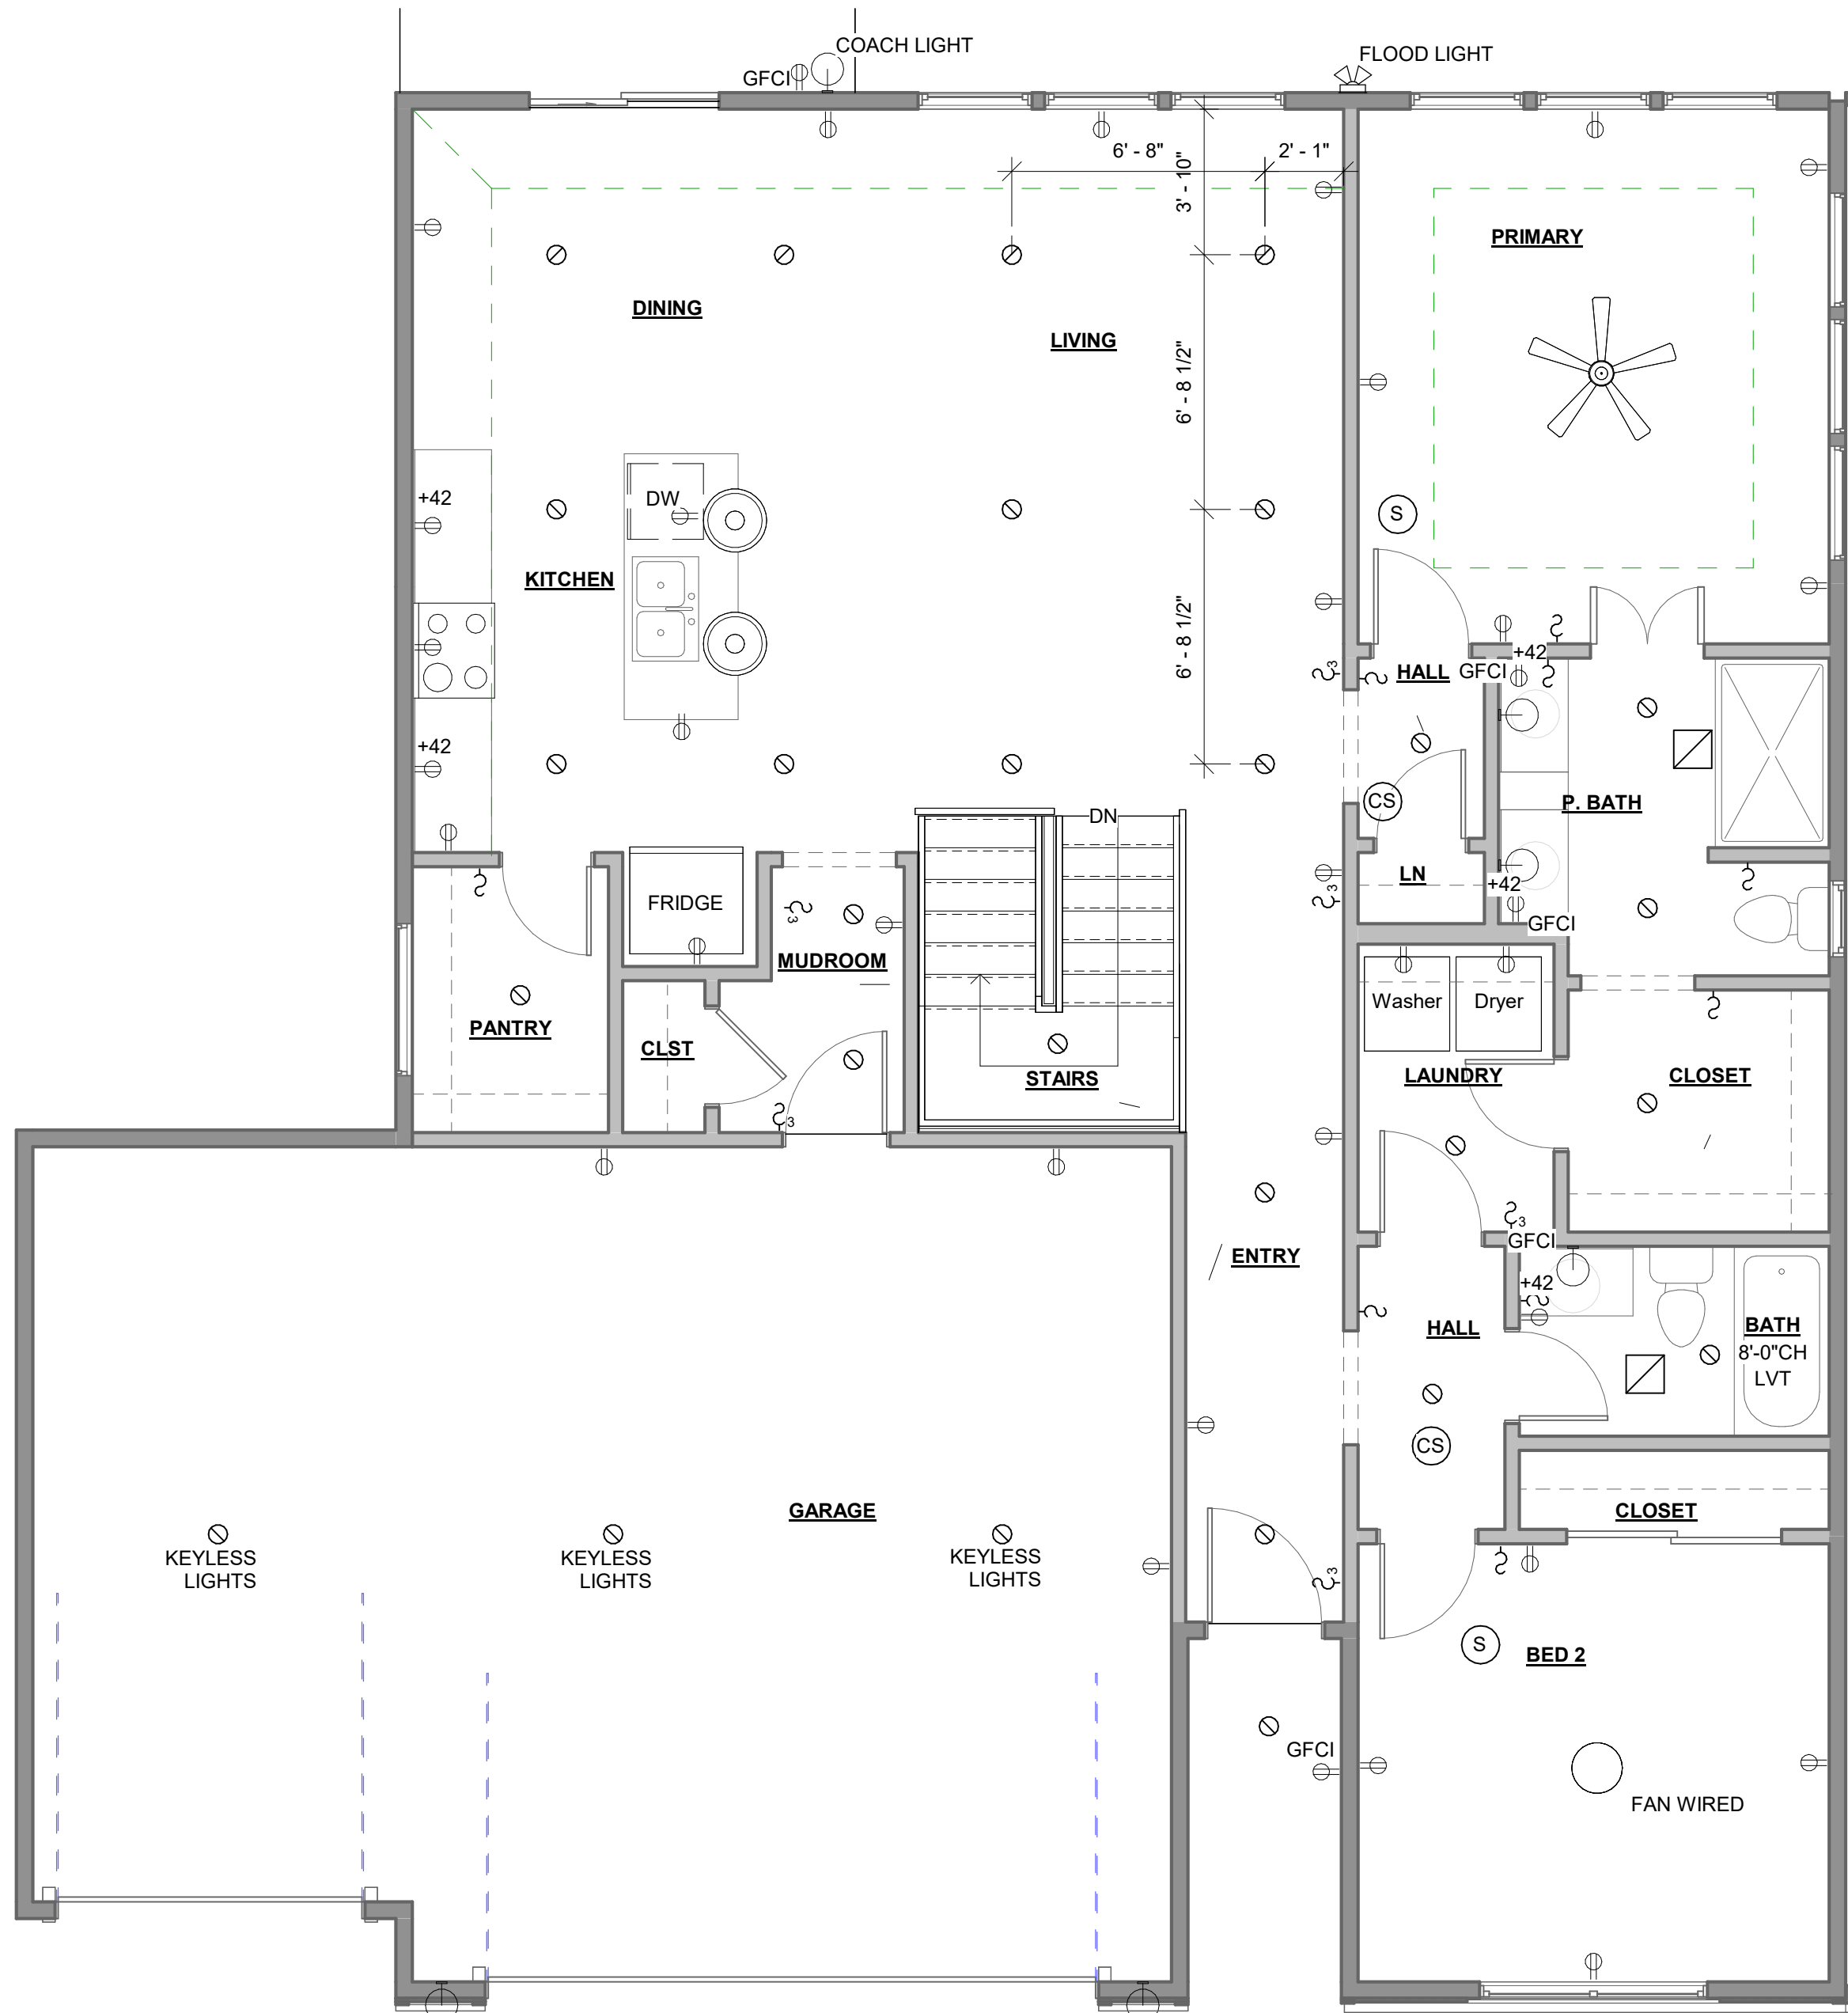 COACH LIGHT
FLOOD LIGHT
GFCI
6' - 8"
2' - 1"
3' - 10"
PRIMARY
DINING
LIVING
6' - 8 1/2"
+42
DW
S
KITCHEN
6' - 8 1/2"
+42
3
HALL
GFCI
+42
CS
P. BATH
DN
LN
+42
3
FRIDGE
3
GFCI
MUDROOM
Washer
Dryer
PANTRY
CLST
STAIRS
LAUNDRY
CLOSET
3
3
GFCI
ENTRY
+42
HALL
BATH
8'-0"CH
LVT
CS
GARAGE
CLOSET
KEYLESS
LIGHTS
KEYLESS
LIGHTS
KEYLESS
LIGHTS
3
S
BED 2
GFCI
FAN WIRED